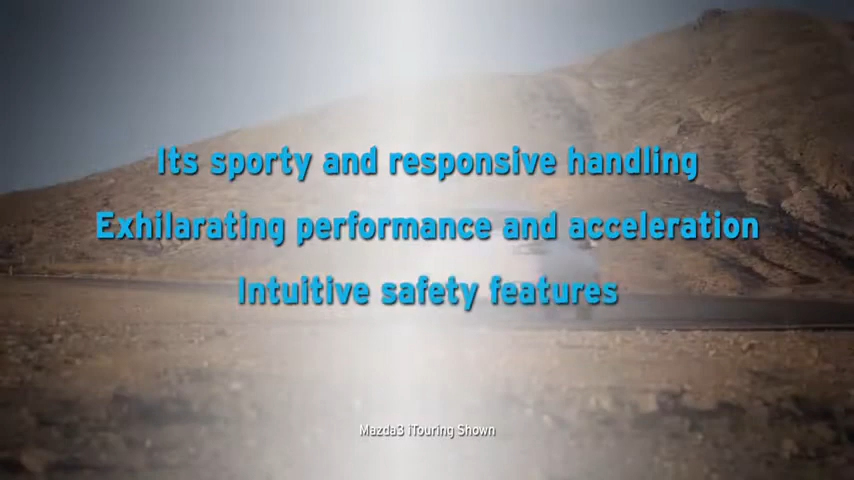 Its sporty and responsive handling
Exhilarating performance and acceleration
Intuitive safety features
Mazda3 iTouring Shown